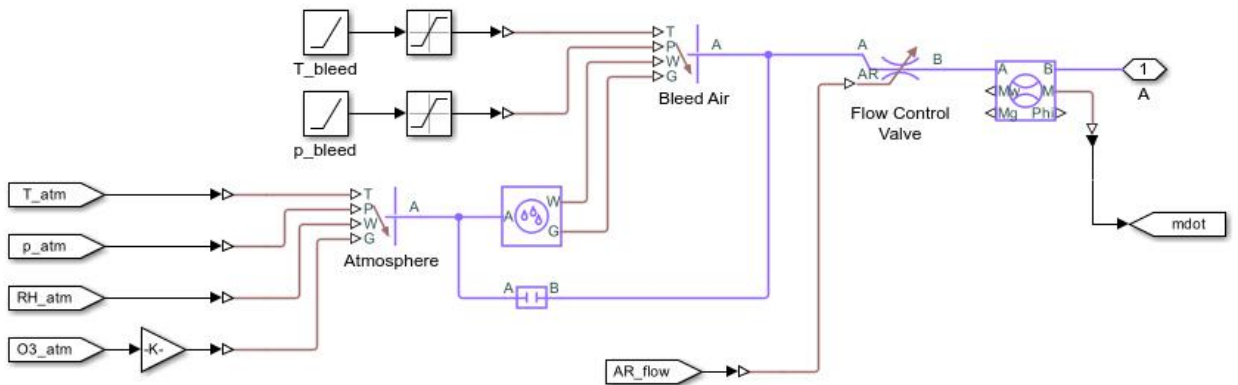 T_bleed
p_bleed
T
P
W
G
A
Bleed Air
A
AR
B
Flow Control
Valve
A
B
Mw
M
Mg
Phi
1
A
T_atm
p_atm
RH_atm
O3_atm
-K-
T
P
W
G
A
Atmosphere
A
W
G
A
B
mdot
AR_flow